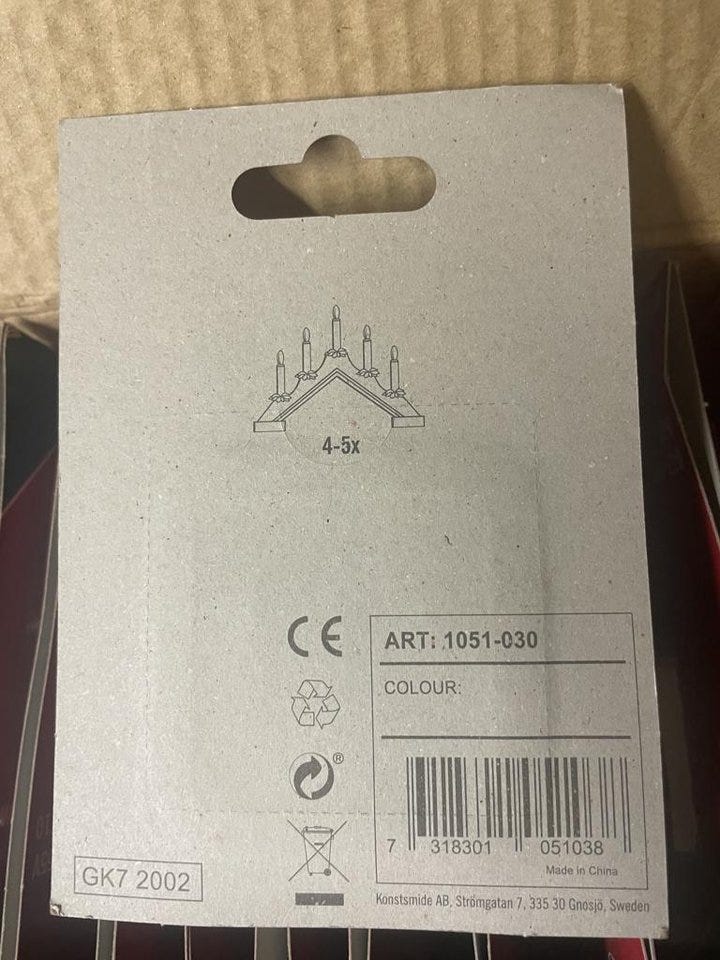 4-5x
CE
ART: 1051-030
COLOUR:
®
7 318301 051038
Made in China
GK7 2002
Konstsmide AB, Strömgatan 7, 335 30 Gnosjö, Sweden